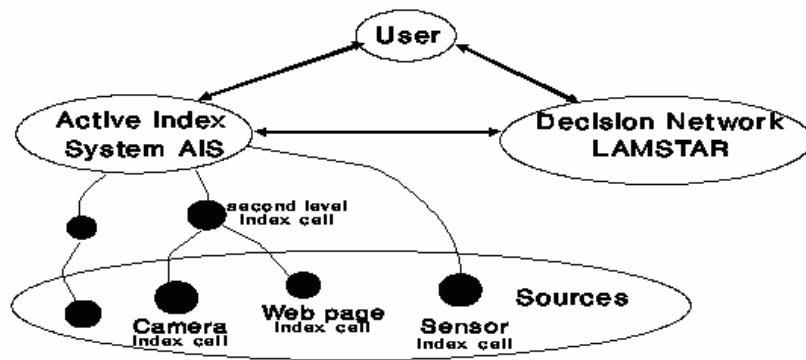 User
Active Index
System AIS
Decision Network
LAMSTAR
second level
Index cell
Camera
Index cell
Web page
Index cell
Sensor
Index cell
Sources